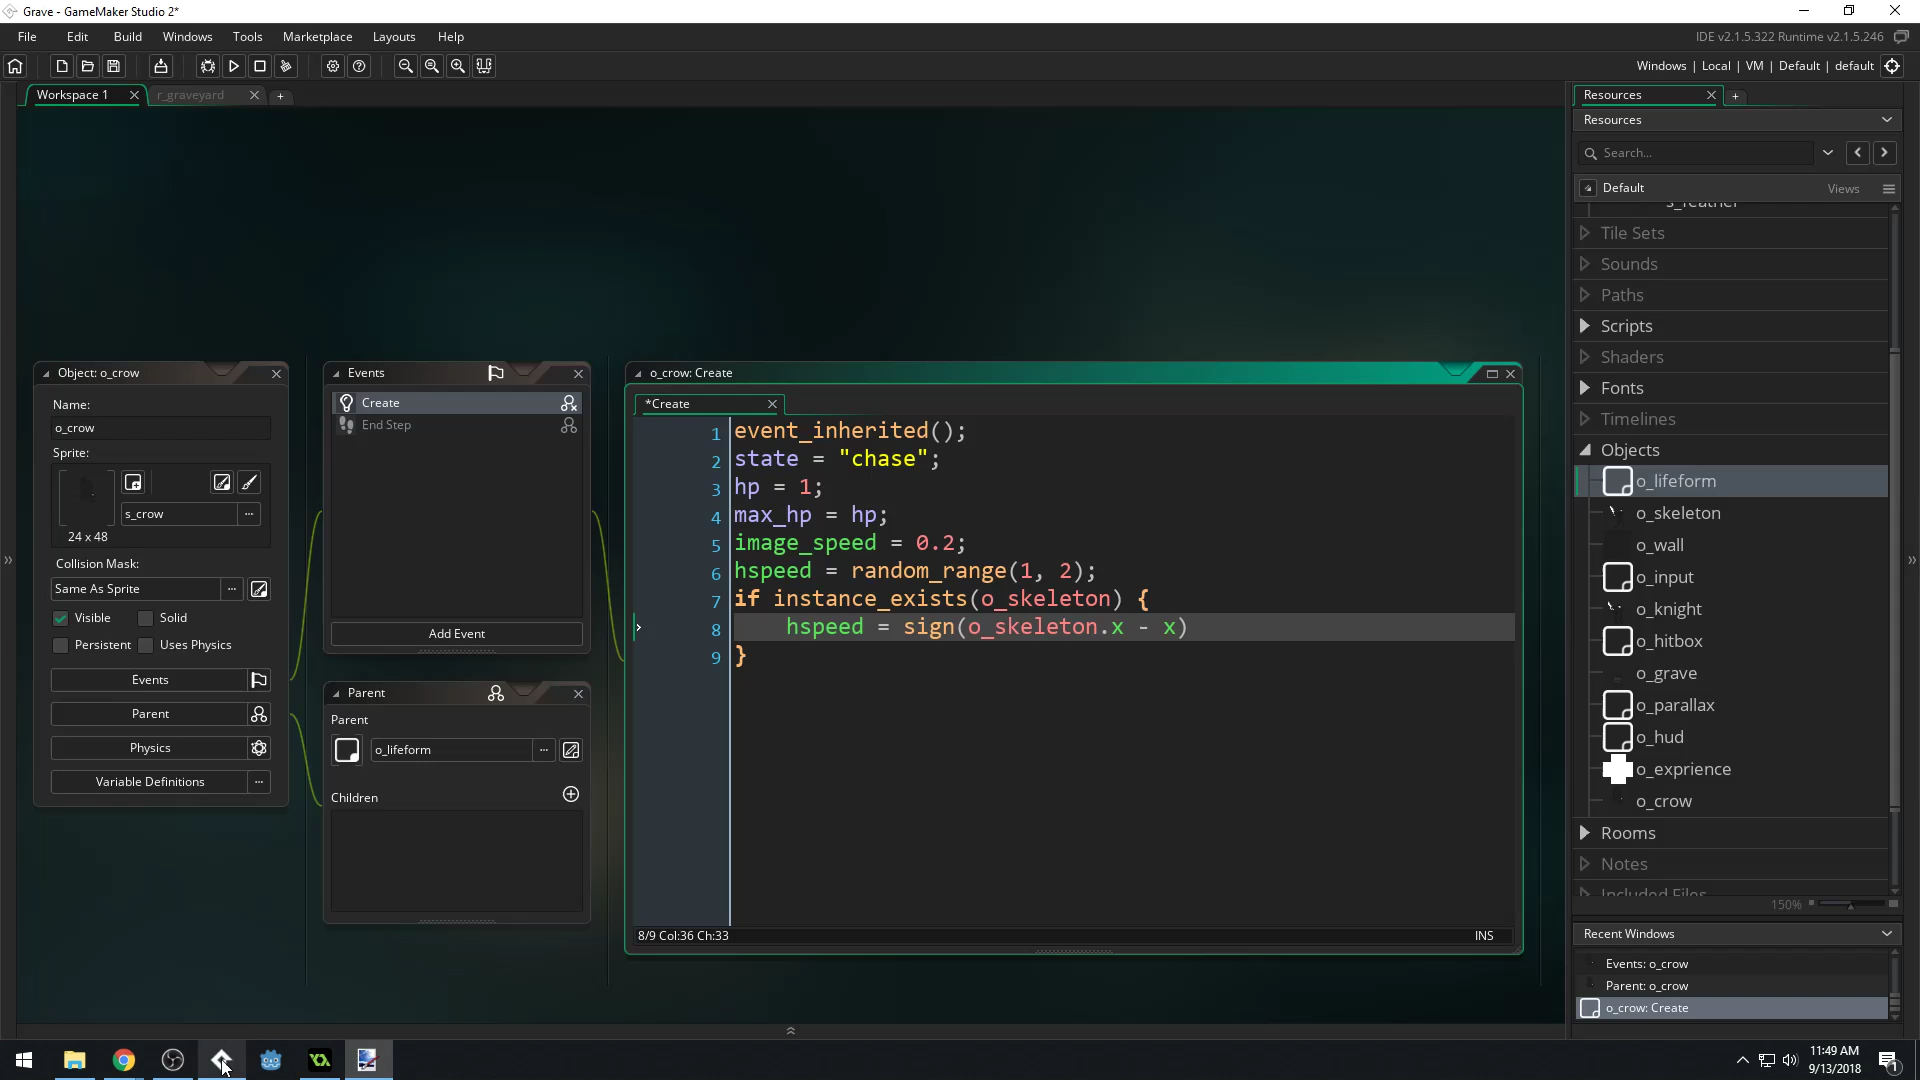 Grave - GameMaker Studio 2*
File Edit Build Windows Tools Marketplace Layouts Help
IDE v2.1.5.322 Runtime v2.1.5.246
Windows | Local | VM | Default | default
Workspace 1
r_graveyard
Resources
Resources
Search...
Default
Views
s_feather
Tile Sets
Sounds
Paths
Scripts
Shaders
Fonts
Timelines
Objects
o_lifeform
o_skeleton
o_wall
o_input
o_knight
o_hitbox
o_grave
o_parallax
o_hud
o_exprience
o_crow
Rooms
Notes
Included Files
150%
Recent Windows
Events: o_crow
Parent: o_crow
o_crow: Create
Object: o_crow
Name:
o_crow
Sprite:
s_crow
24 x 48
Collision Mask:
Same As Sprite
Visible
Solid
Persistent
Uses Physics
Events
Parent
Physics
Variable Definitions
Events
Create
End Step
Add Event
Parent
Parent
o_lifeform
Children
o_crow: Create
*Create
1 event_inherited();
2 state = "chase";
3 hp = 1;
4 max_hp = hp;
5 image_speed = 0.2;
6 hspeed = random_range(1, 2);
7 if instance_exists(o_skeleton) {
8 hspeed = sign(o_skeleton.x - x)
9 }
8/9 Col:36 Ch:33
INS
11:49 AM
9/13/2018
1